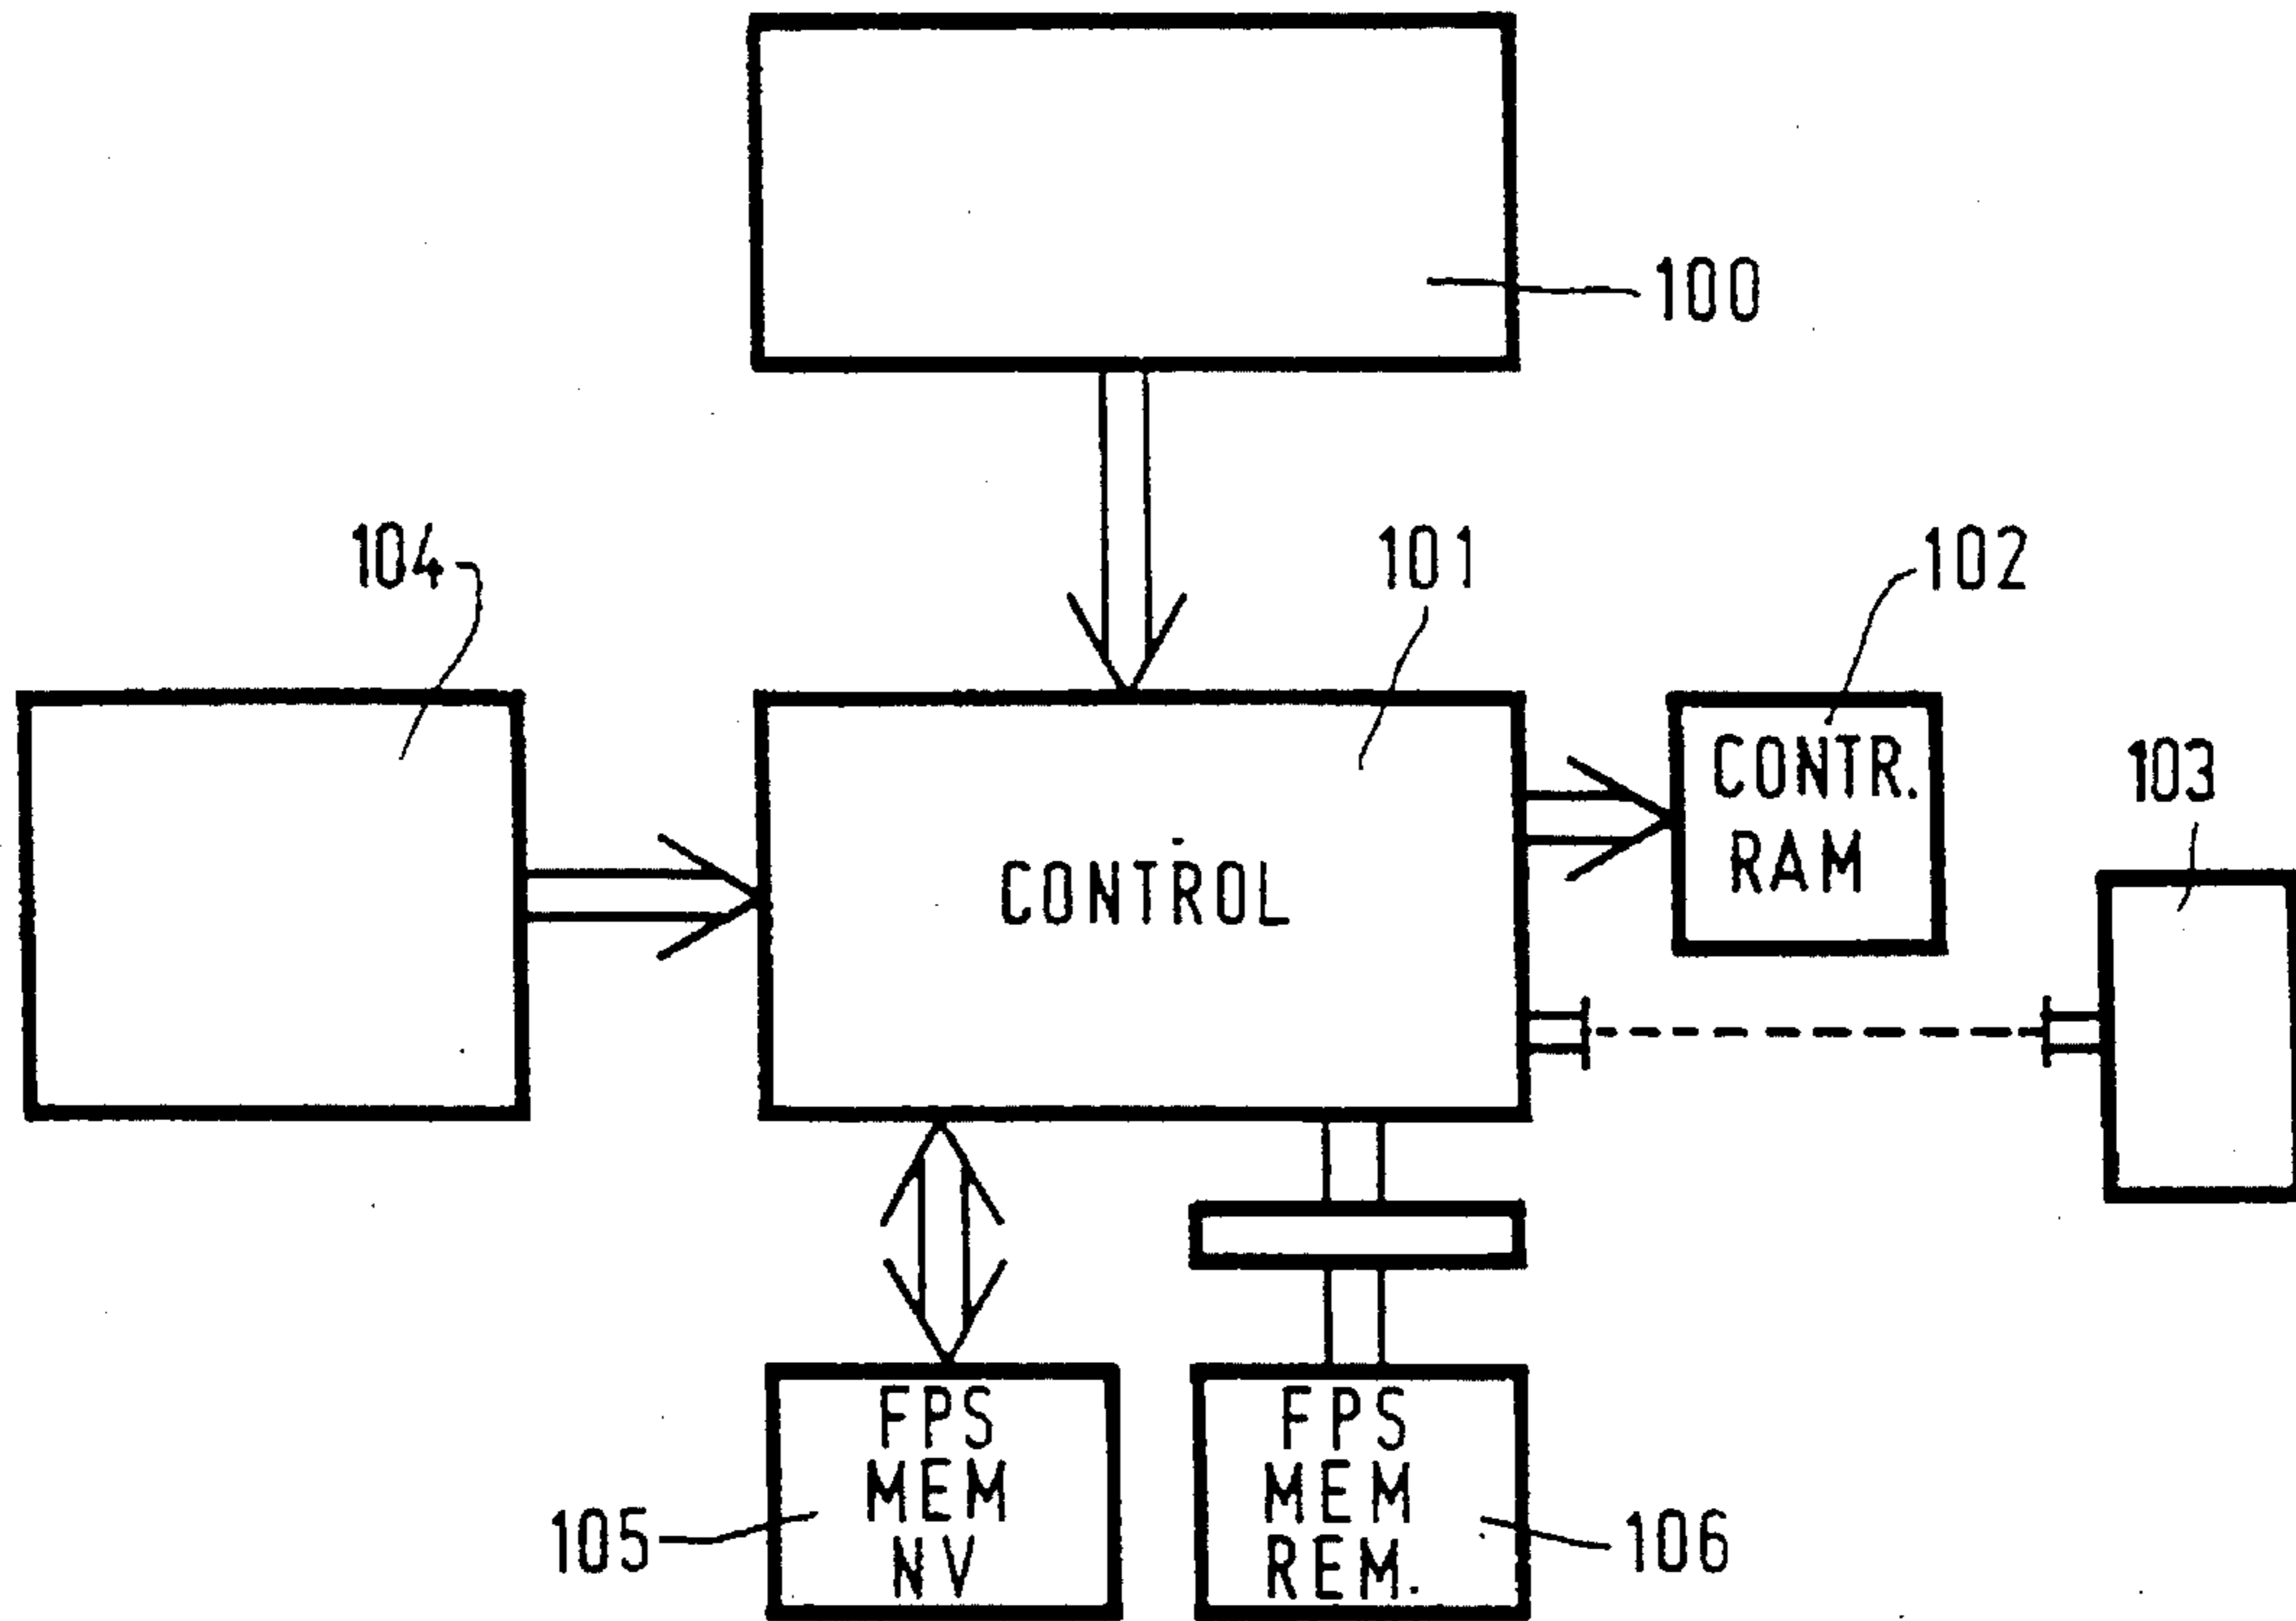 100
104
101
102
CONTR.
RAM
103
CONTROL
FPS
MEM
NV
105
FPS
MEM
REM.
106